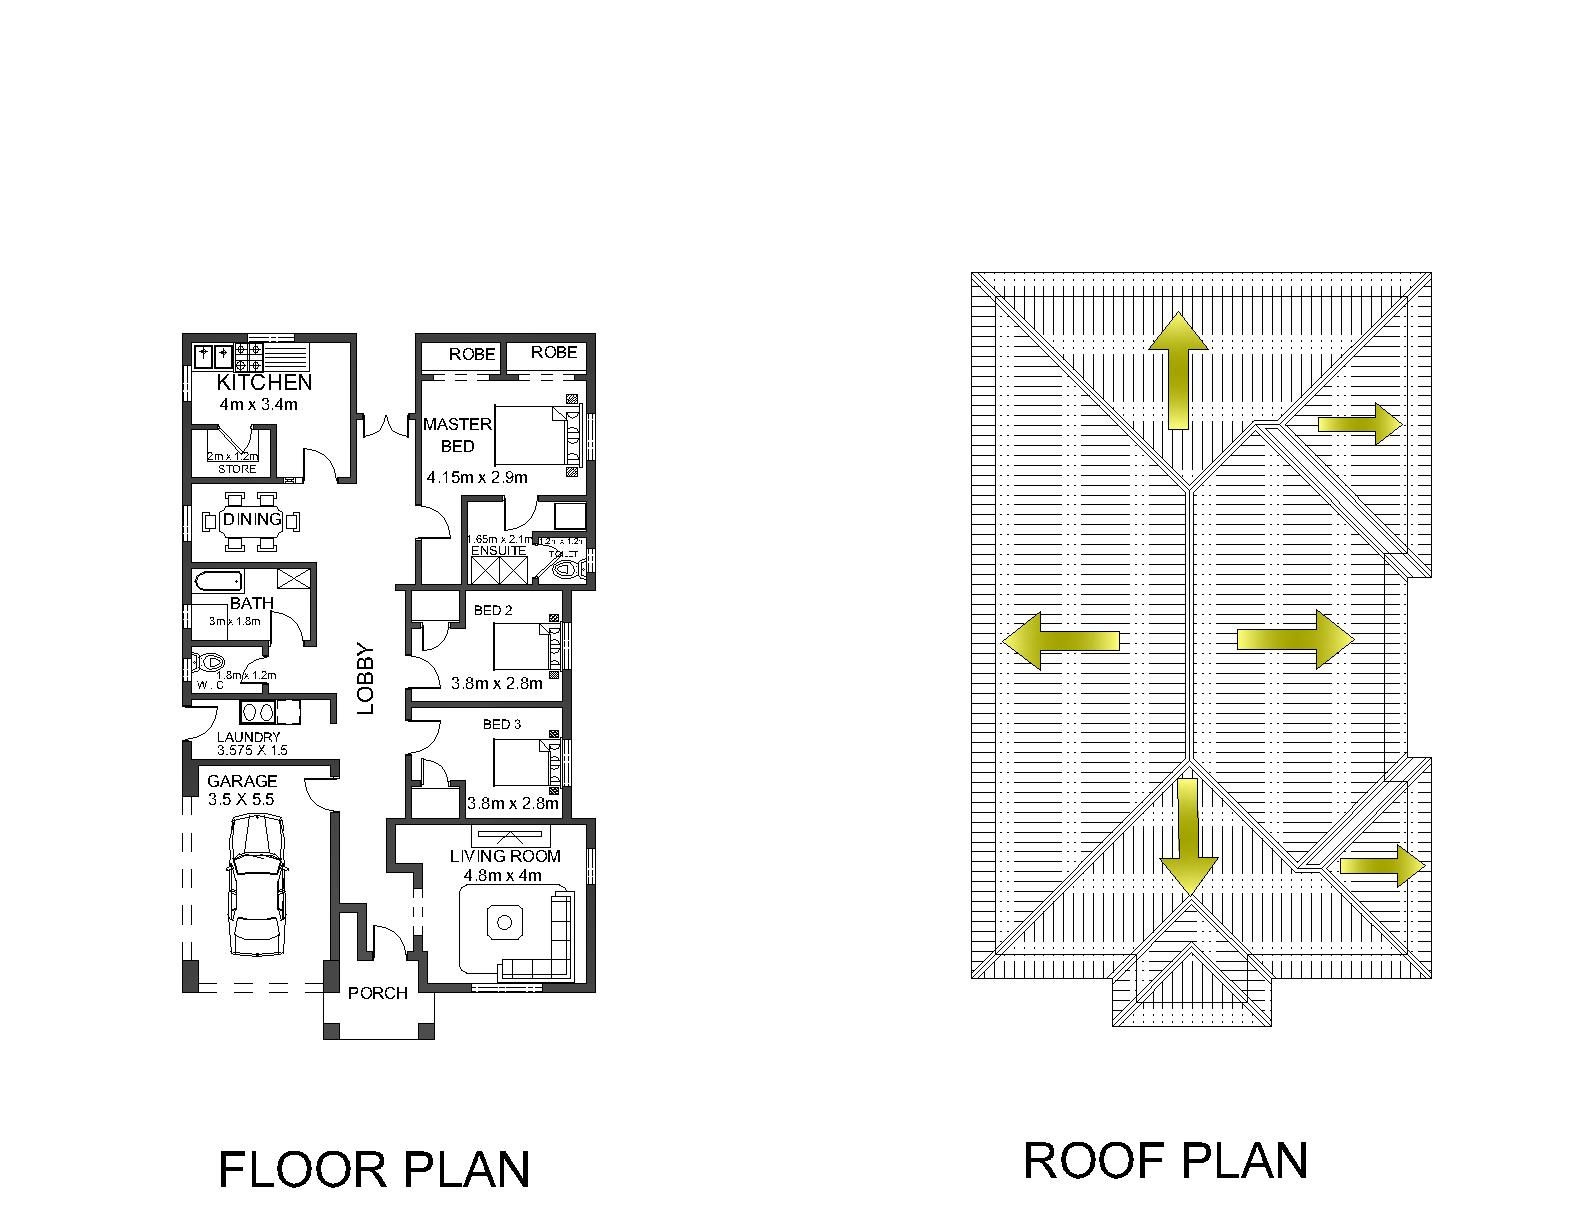 ROBE
ROBE
KITCHEN
4m x 3.4m
MASTER
BED
4.15m x 2.9m
2m x 1.2m
STORE
DINING
1.65m x 2.1m
ENSUITE
1.2m x 1.2m
TOILET
BATH
3m x 1.8m
BED 2
3.8m x 2.8m
1.8m x 1.2m
W . C
LOBBY
LAUNDRY
3.575 X 1.5
BED 3
3.8m x 2.8m
GARAGE
3.5 X 5.5
LIVING ROOM
4.8m x 4m
PORCH
FLOOR PLAN
ROOF PLAN